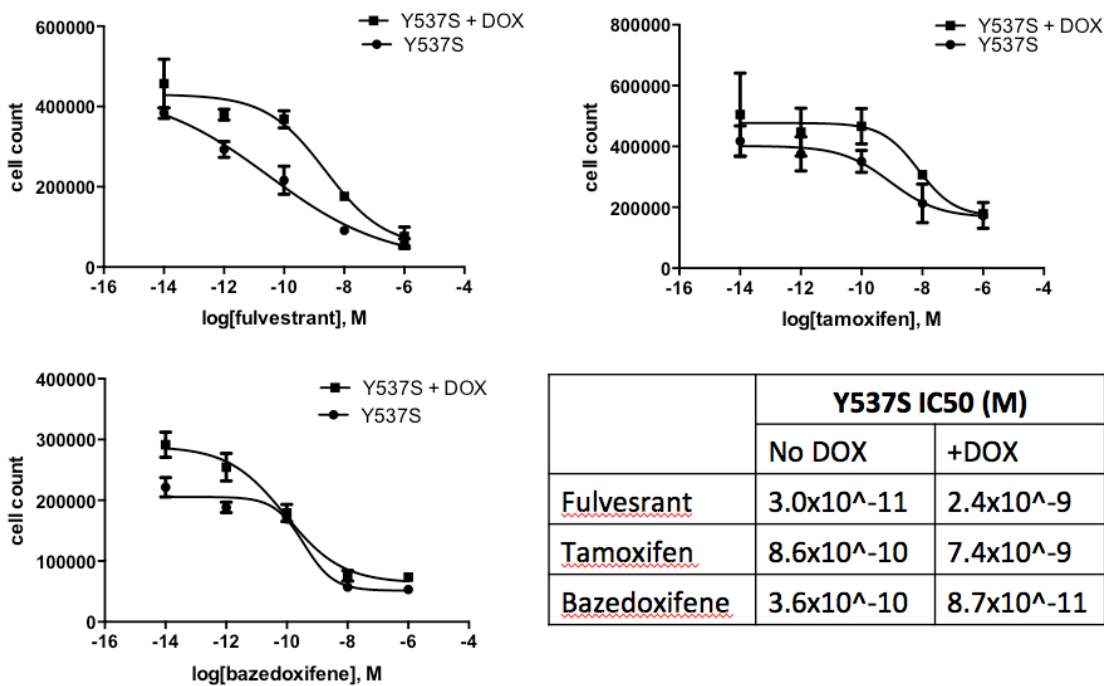 Y537S + DOX
Y537S
600000
400000
200000
0
cell count
-16 -14 -12 -10 -8 -6 -4
log[fulvestrant], M
Y537S + DOX
Y537S
800000
600000
400000
200000
0
cell count
-16 -14 -12 -10 -8 -6 -4
log[tamoxifen], M
Y537S + DOX
Y537S
400000
300000
200000
100000
0
cell count
-16 -14 -12 -10 -8 -6 -4
log[bazedoxifene], M
Y537S IC50 (M)
No DOX +DOX
Fulvesrant 3.0x10^-11 2.4x10^-9
Tamoxifen 8.6x10^-10 7.4x10^-9
Bazedoxifene 3.6x10^-10 8.7x10^-11